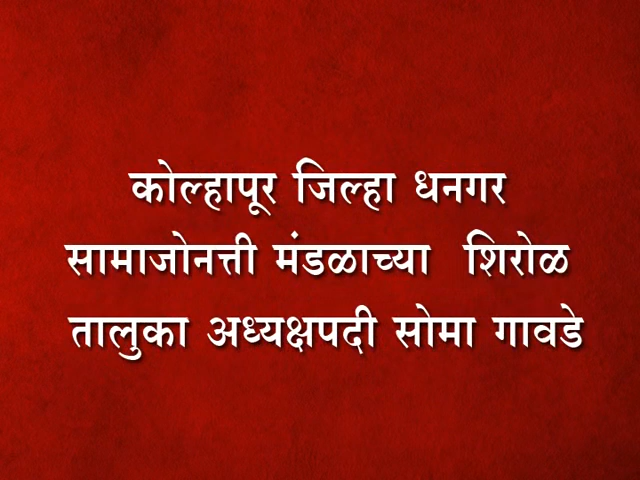 कोल्हापूर जिल्हा धनगर
सामाजोनत्ती मंडळाच्या शिरोळ
तालुका अध्यक्षपदी सोमा गावडे